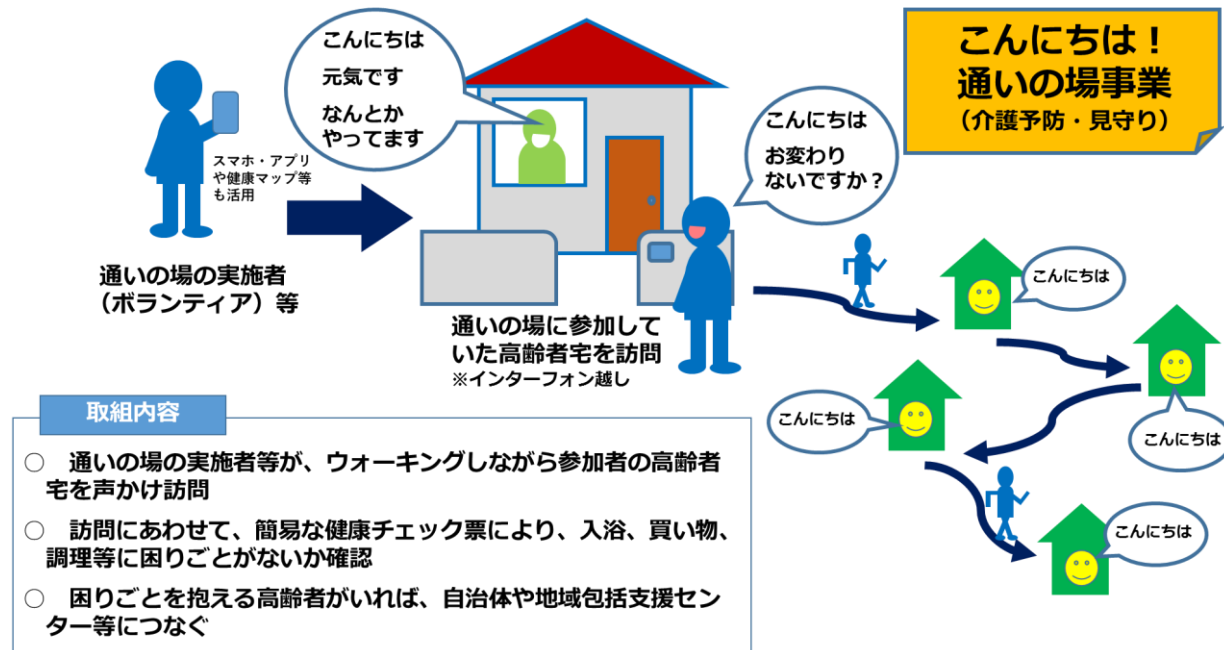 こんにちは！
通いの場事業
（介護予防・見守り）
こんにちは
元気です
なんとか
やってます
スマホ・アプリ
や健康マップ等
も活用
通いの場の実施者
（ボランティア）等
こんにちは
お変わり
ないですか？
通いの場に参加して
いた高齢者宅を訪問
※インターフォン越し
こんにちは
こんにちは
こんにちは
こんにちは
取組内容
○　通いの場の実施者等が、ウォーキングしながら参加者の高齢者
宅を声かけ訪問
○　訪問にあわせて、簡易な健康チェック票により、入浴、買い物、
調理等に困りごとがないか確認
○　困りごとを抱える高齢者がいれば、自治体や地域包括支援セン
ター等につなぐ